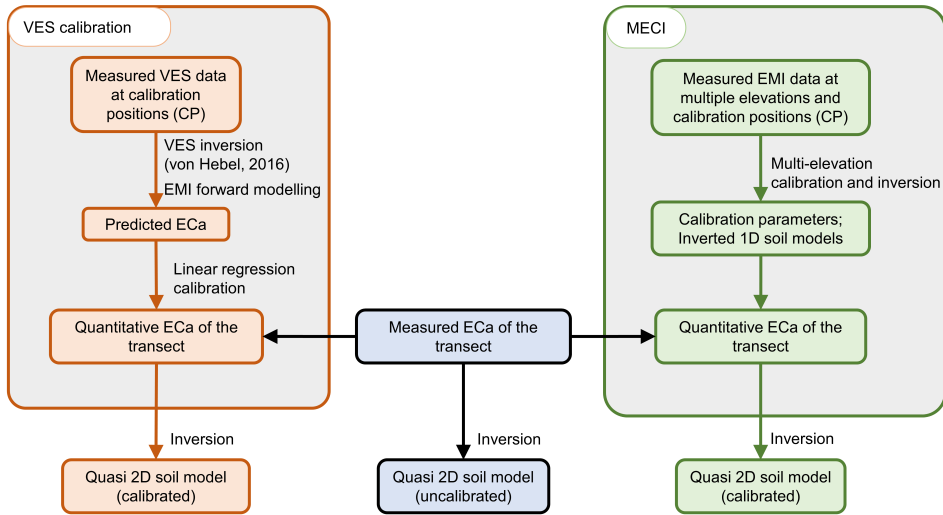 VES calibration
Measured VES data
at calibration
positions (CP)
VES inversion
(von Hebel, 2016)
EMI forward modelling
Predicted ECa
Linear regression
calibration
Quantitative ECa of the
transect
Inversion
Quasi 2D soil model
(calibrated)
Measured ECa of the
transect
Inversion
Quasi 2D soil model
(uncalibrated)
MECI
Measured EMI data at
multiple elevations and
calibration positions (CP)
Multi-elevation
calibration and inversion
Calibration parameters;
Inverted 1D soil models
Quantitative ECa of the
transect
Inversion
Quasi 2D soil model
(calibrated)